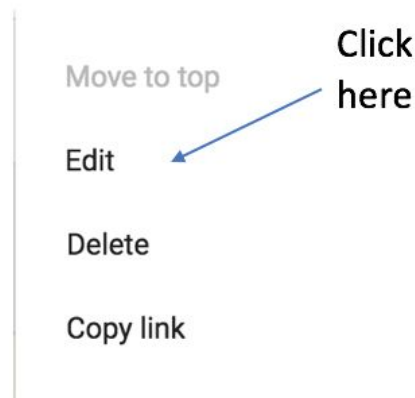 Click
here
Move to top
Edit
Delete
Copy link